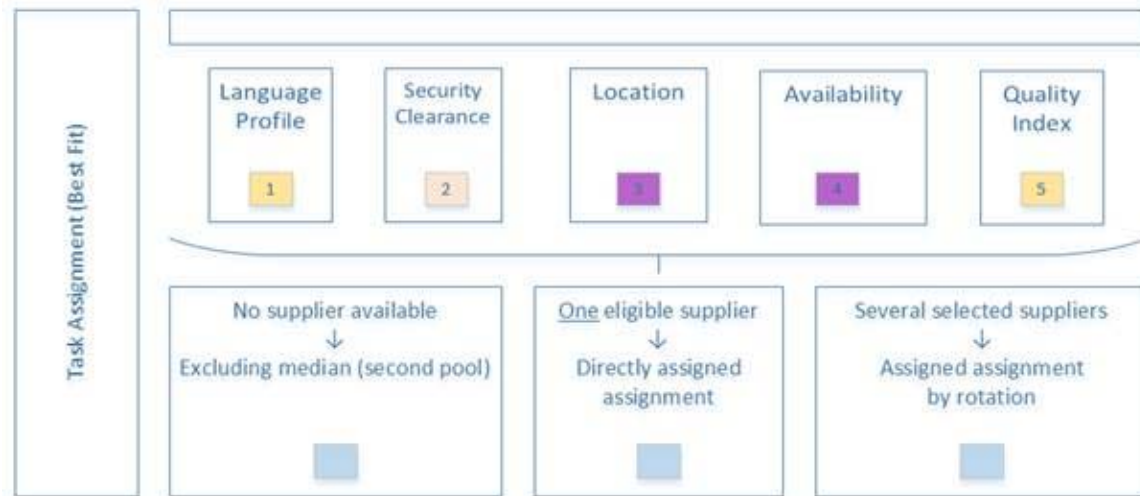 Task Assignment (Best Fit)
Language
Profile
1
Security
Clearance
2
Location
3
Availability
4
Quality
Index
5
No supplier available
↓
Excluding median (second pool)
One eligible supplier
↓
Directly assigned
assignment
Several selected suppliers
↓
Assigned assignment
by rotation